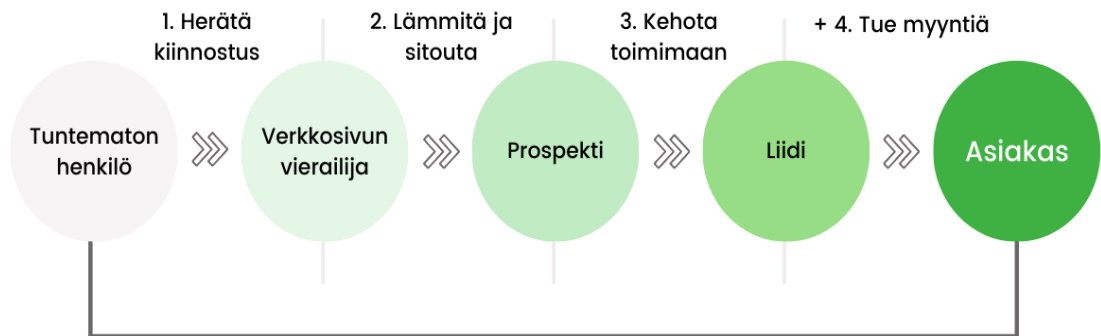 1. Herätä
kiinnostus
2. Lämmitä ja
sitouta
3. Kehota
toimimaan
+ 4. Tue myyntiä
Tuntematon
henkilö
Verkkosivun
vierailija
Prospekti
Liidi
Asiakas